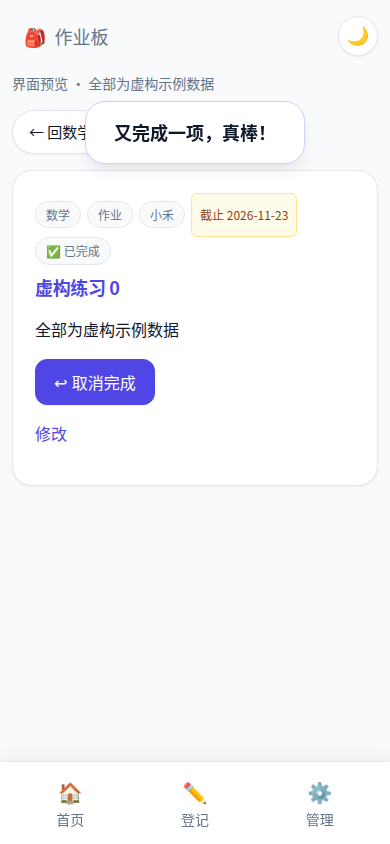 作业板
界面预览 · 全部为虚构示例数据
← 回数学
又完成一项，真棒！
数学 作业 小禾 截止 2026-11-23
已完成
虚构练习 0
全部为虚构示例数据
↩ 取消完成
修改
首页 登记 管理